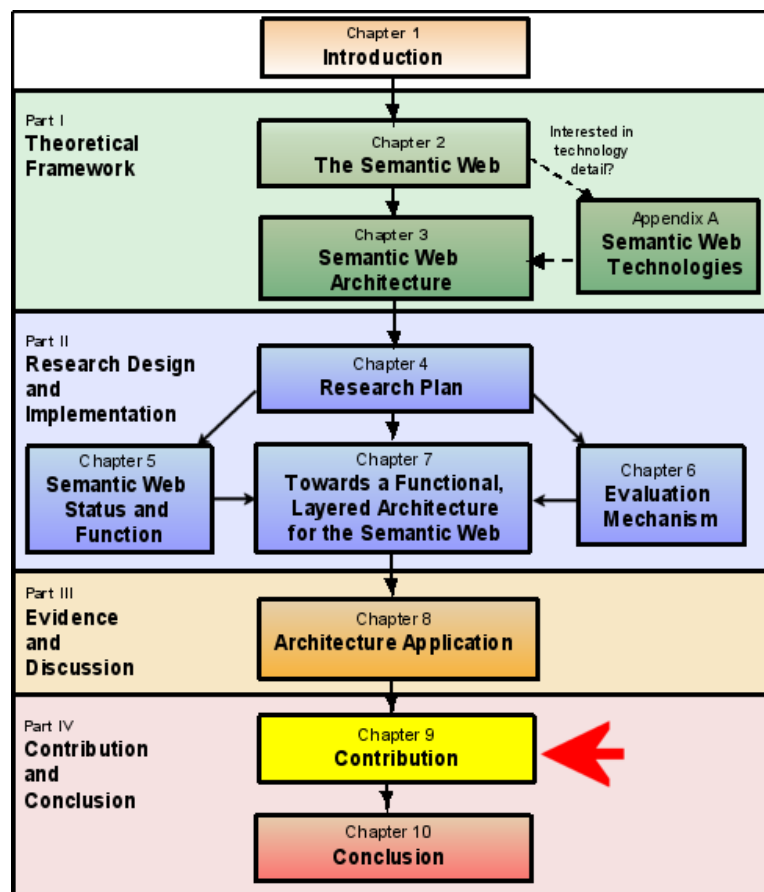 Chapter 1
Introduction
Part I
Theoretical
Framework
Chapter 2
The Semantic Web
Interested in
technology
detail?
Chapter 3
Semantic Web
Architecture
Appendix A
Semantic Web
Technologies
Part II
Research Design
and
Implementation
Chapter 4
Research Plan
Chapter 5
Semantic Web
Status and
Function
Chapter 7
Towards a Functional,
Layered Architecture
for the Semantic Web
Chapter 6
Evaluation
Mechanism
Part III
Evidence
and
Discussion
Chapter 8
Architecture Application
Part IV
Contribution
and
Conclusion
Chapter 9
Contribution
Chapter 10
Conclusion